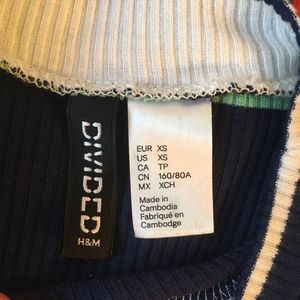 DIVIDED
H&M
EUR XS
US XS
CA TP
CN 160/80A
MX XCH
Made in
Cambodia
Fabriqué en
Cambodge